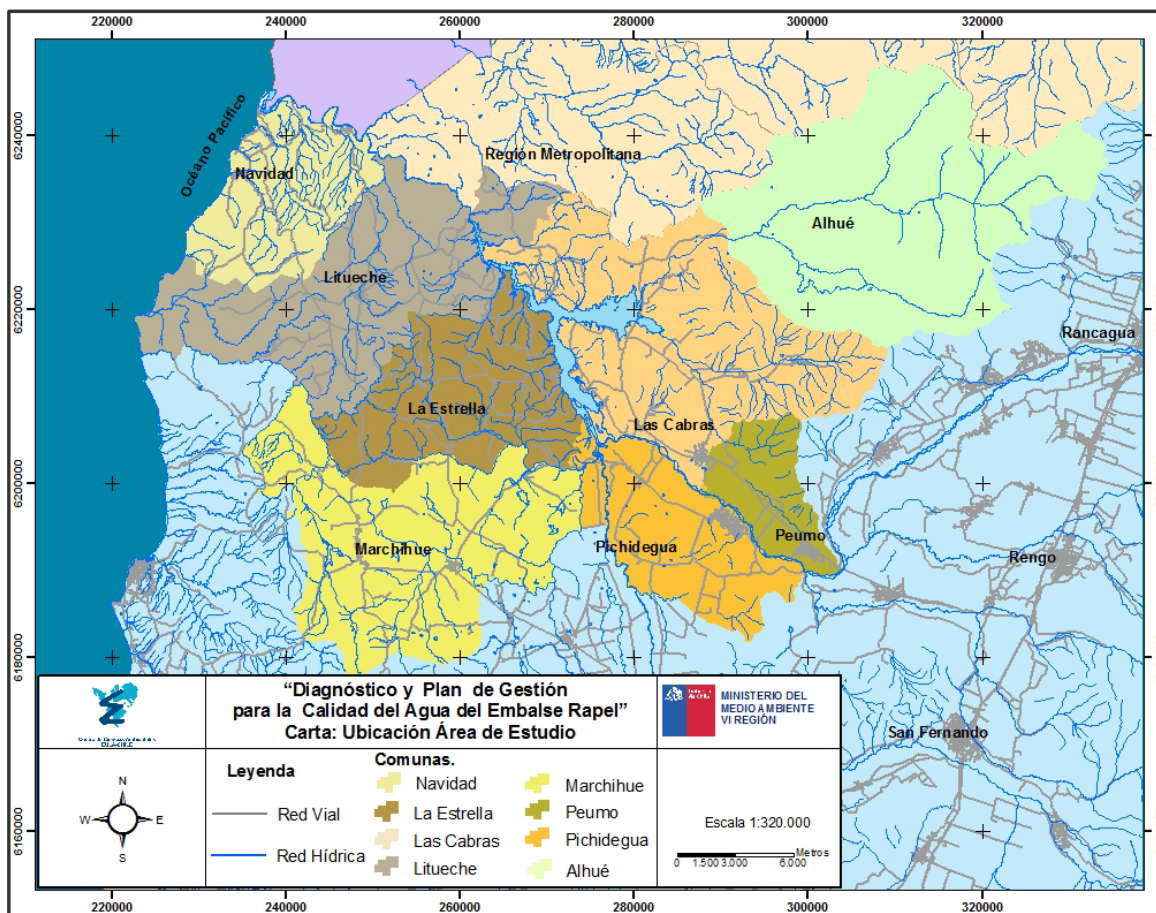 220000 240000 260000 280000 300000 320000
6240000
6220000
6200000
6180000
6160000
Océano Pacífico
Navidad
Región Metropolitana
Alhué
Litueche
Rancagua
La Estrella
Las Cabras
Marchihue
Pichidegua
Peumo
Rengo
San Fernando
“Diagnóstico y Plan de Gestión
para la Calidad del Agua del Embalse Rapel”
Carta: Ubicación Área de Estudio
EULA-CHILE
MINISTERIO DEL
MEDIO AMBIENTE
VI REGIÓN
N
W E
S
Leyenda
Red Vial
Red Hídrica
Comunas.
Navidad
La Estrella
Las Cabras
Litueche
Marchihue
Peumo
Pichidegua
Alhué
Escala 1:320.000
0 1.500 3.000 6.000 Metros
220000 240000 260000 280000 300000 320000